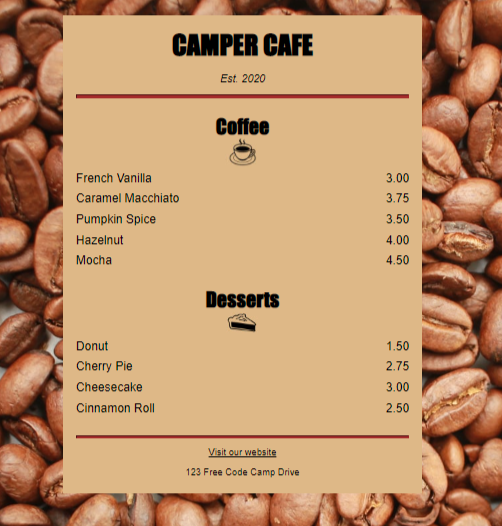 CAMPER CAFE
Est. 2020
Coffee
French Vanilla 3.00
Caramel Macchiato 3.75
Pumpkin Spice 3.50
Hazelnut 4.00
Mocha 4.50
Desserts
Donut 1.50
Cherry Pie 2.75
Cheesecake 3.00
Cinnamon Roll 2.50
Visit our website
123 Free Code Camp Drive